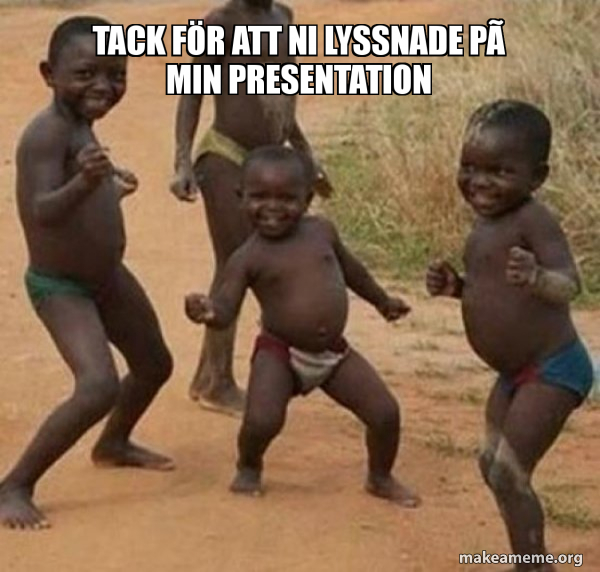 TACK FÖR ATT NI LYSSNADE PÃ
MIN PRESENTATION
makeameme.org